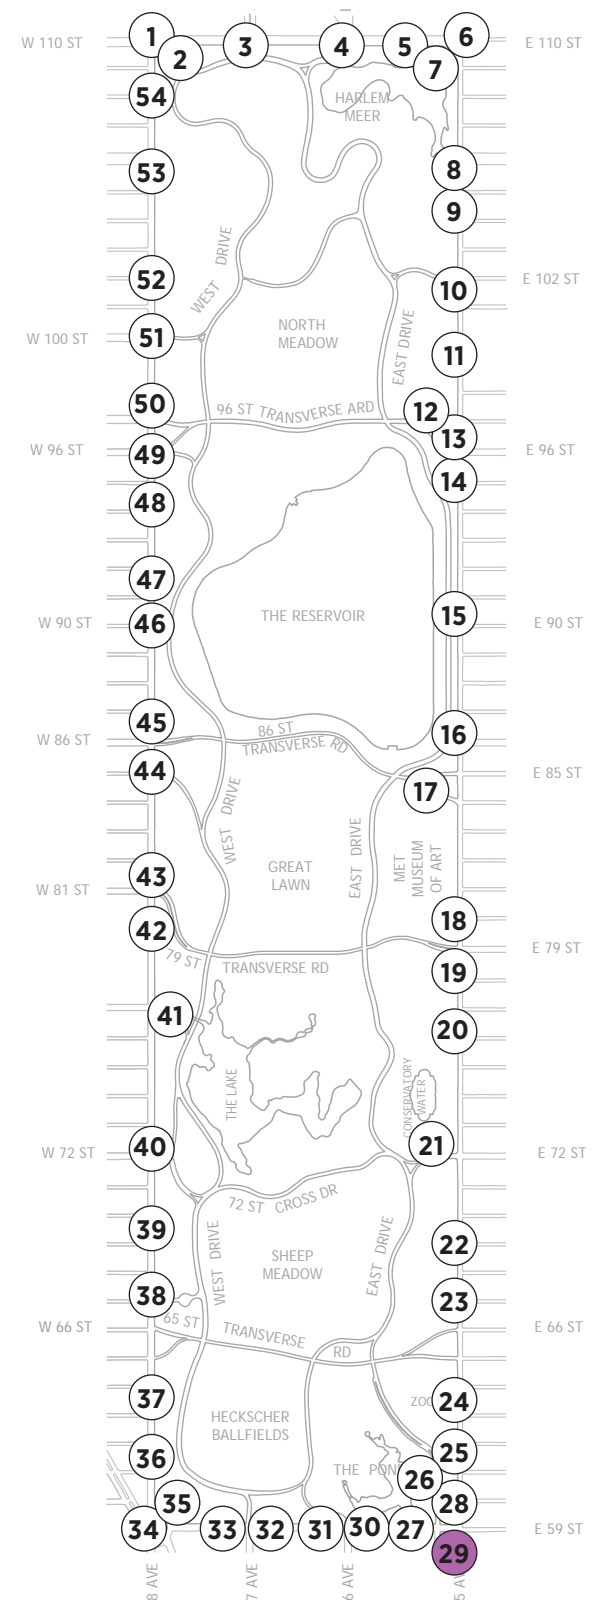 1
6
W 110 ST
3
4
5
E 110 ST
2
7
54
HARLEM
MEER
53
8
9
WEST DRIVE
52
E 102 ST
10
NORTH
MEADOW
W 100 ST
51
EAST DRIVE
11
50
96 ST TRANSVERSE ARD
12
13
W 96 ST
49
E 96 ST
14
48
47
THE RESERVOIR
15
W 90 ST
46
E 90 ST
45
86 ST
TRANSVERSE RD
16
W 86 ST
44
E 85 ST
17
WEST DRIVE
EAST DRIVE
MET
MUSEUM
OF ART
GREAT
LAWN
43
W 81 ST
18
42
79 ST
TRANSVERSE RD
E 79 ST
19
41
20
THE LAKE
CONSERVATORY
WATER
21
W 72 ST
40
E 72 ST
72 ST CROSS DR
39
WEST DRIVE
EAST DRIVE
22
SHEEP
MEADOW
38
23
65 ST
TRANSVERSE
RD
W 66 ST
E 66 ST
37
ZOO
24
HECKSCHER
BALLFIELDS
36
25
THE POND
26
35
28
34
33
32
31
30
27
E 59 ST
29
8 AVE
7 AVE
6 AVE
5 AV